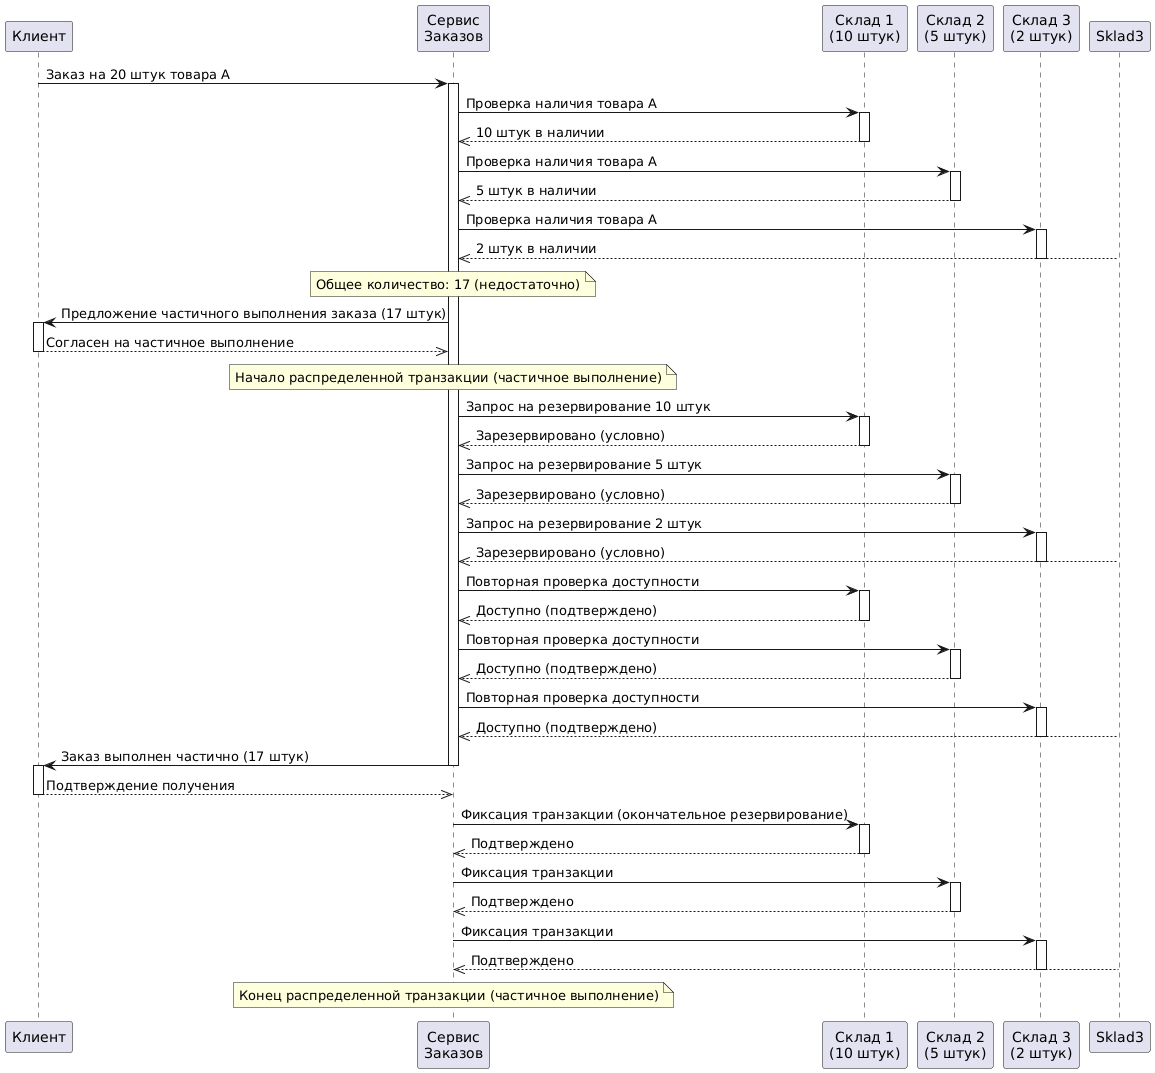 Клиент
Сервис
Заказов
Склад 1
(10 штук)
Склад 2
(5 штук)
Склад 3
(2 штук)
Sklad3
Заказ на 20 штук товара А
Проверка наличия товара А
10 штук в наличии
Проверка наличия товара А
5 штук в наличии
Проверка наличия товара А
2 штук в наличии
Общее количество: 17 (недостаточно)
Предложение частичного выполнения заказа (17 штук)
Согласен на частичное выполнение
Начало распределенной транзакции (частичное выполнение)
Запрос на резервирование 10 штук
Зарезервировано (условно)
Запрос на резервирование 5 штук
Зарезервировано (условно)
Запрос на резервирование 2 штук
Зарезервировано (условно)
Повторная проверка доступности
Доступно (подтверждено)
Повторная проверка доступности
Доступно (подтверждено)
Повторная проверка доступности
Доступно (подтверждено)
Заказ выполнен частично (17 штук)
Подтверждение получения
Фиксация транзакции (окончательное резервирование)
Подтверждено
Фиксация транзакции
Подтверждено
Фиксация транзакции
Подтверждено
Конец распределенной транзакции (частичное выполнение)
Клиент
Сервис
Заказов
Склад 1
(10 штук)
Склад 2
(5 штук)
Склад 3
(2 штук)
Sklad3